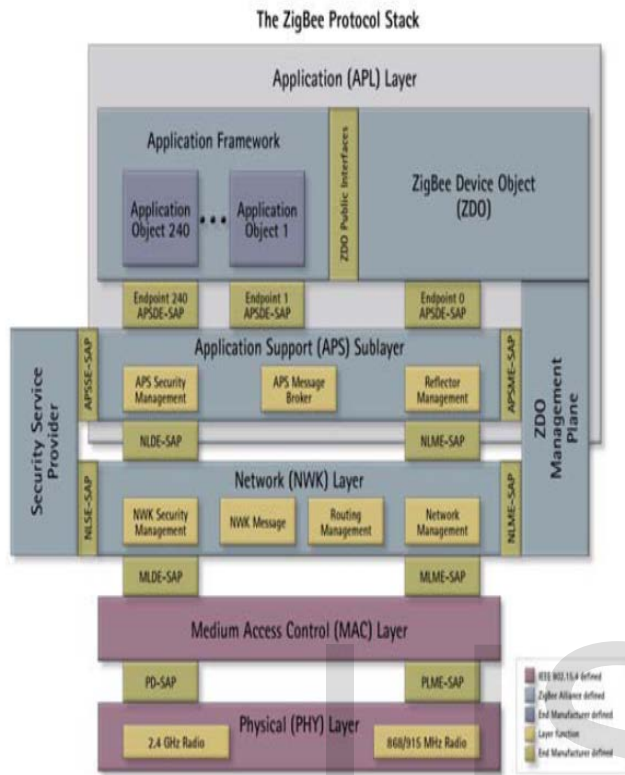 The ZigBee Protocol Stack
Application (APL) Layer
Application Framework
Application
Object 240
...
Application
Object 1
ZDO Public Interfaces
ZigBee Device Object
(ZDO)
Endpoint 240
APSDE-SAP
Endpoint 1
APSDE-SAP
Endpoint 0
APSDE-SAP
Security Service
Provider
APSSE-SAP
Application Support (APS) Sublayer
APS Security
Management
APS Message
Broker
Reflector
Management
APSME-SAP
ZDO
Management
Plane
NLDE-SAP
NLME-SAP
NLSE-SAP
Network (NWK) Layer
NWK Security
Management
NWK Message
Routing
Management
Network
Management
NLME-SAP
MLDE-SAP
MLME-SAP
Medium Access Control (MAC) Layer
PD-SAP
PLME-SAP
Physical (PHY) Layer
2.4 GHz Radio
868/915 MHz Radio
IEEE 802.15.4 defined
ZigBee Alliance defined
End Manufacturer defined
Layer function
End Manufacturer defined